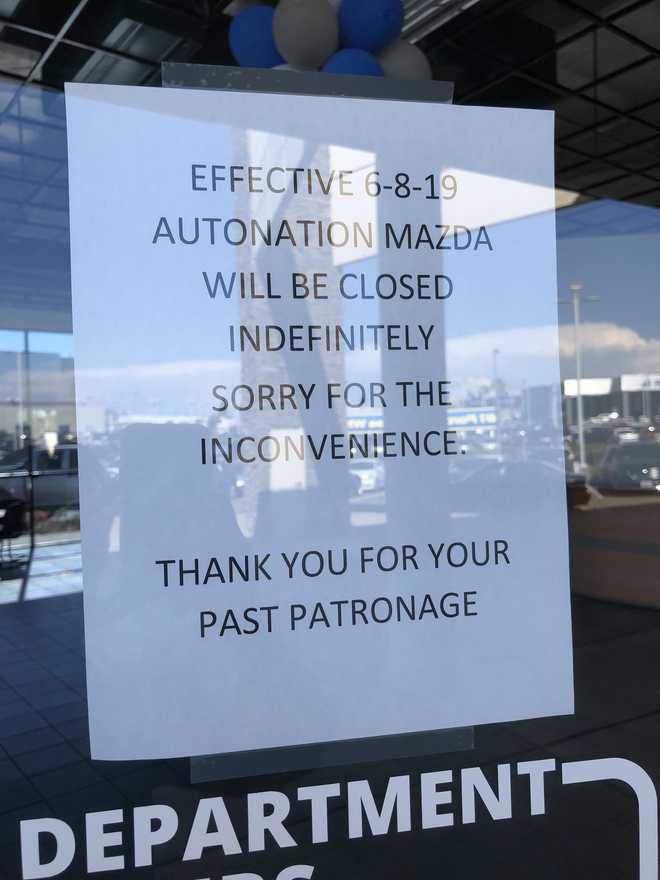 EFFECTIVE 6-8-19
AUTONATION MAZDA
WILL BE CLOSED
INDEFINITELY
SORRY FOR THE
INCONVENIENCE.
THANK YOU FOR YOUR
PAST PATRONAGE
DEPARTMENT